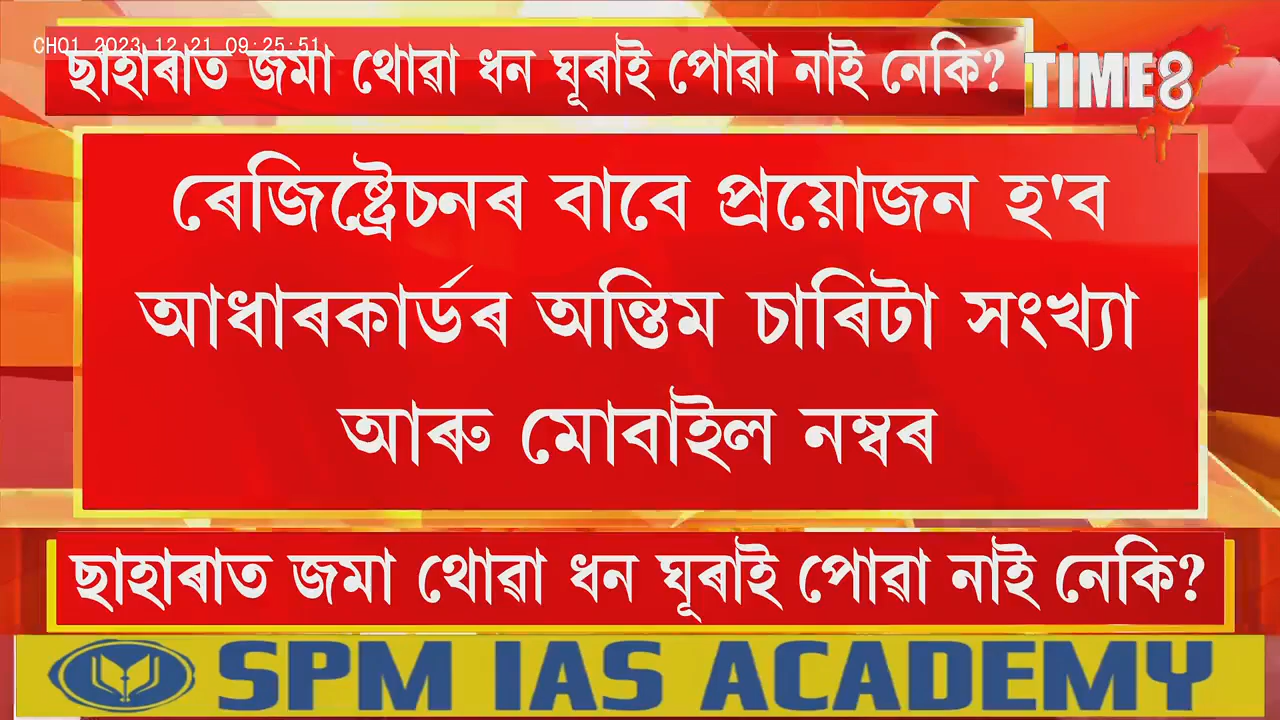 CH01 2023 12 21 09:25:51
ছাহাৰাত জমা থোৱা ধন ঘূৰাই পোৱা নাই নেকি?
TIME8
ৰেজিষ্ট্ৰেচনৰ বাবে প্ৰয়োজন হ'ব
আধাৰকাৰ্ডৰ অন্তিম চাৰিটা সংখ্যা
আৰু মোবাইল নম্বৰ
ছাহাৰাত জমা থোৱা ধন ঘূৰাই পোৱা নাই নেকি?
SPM IAS ACADEMY